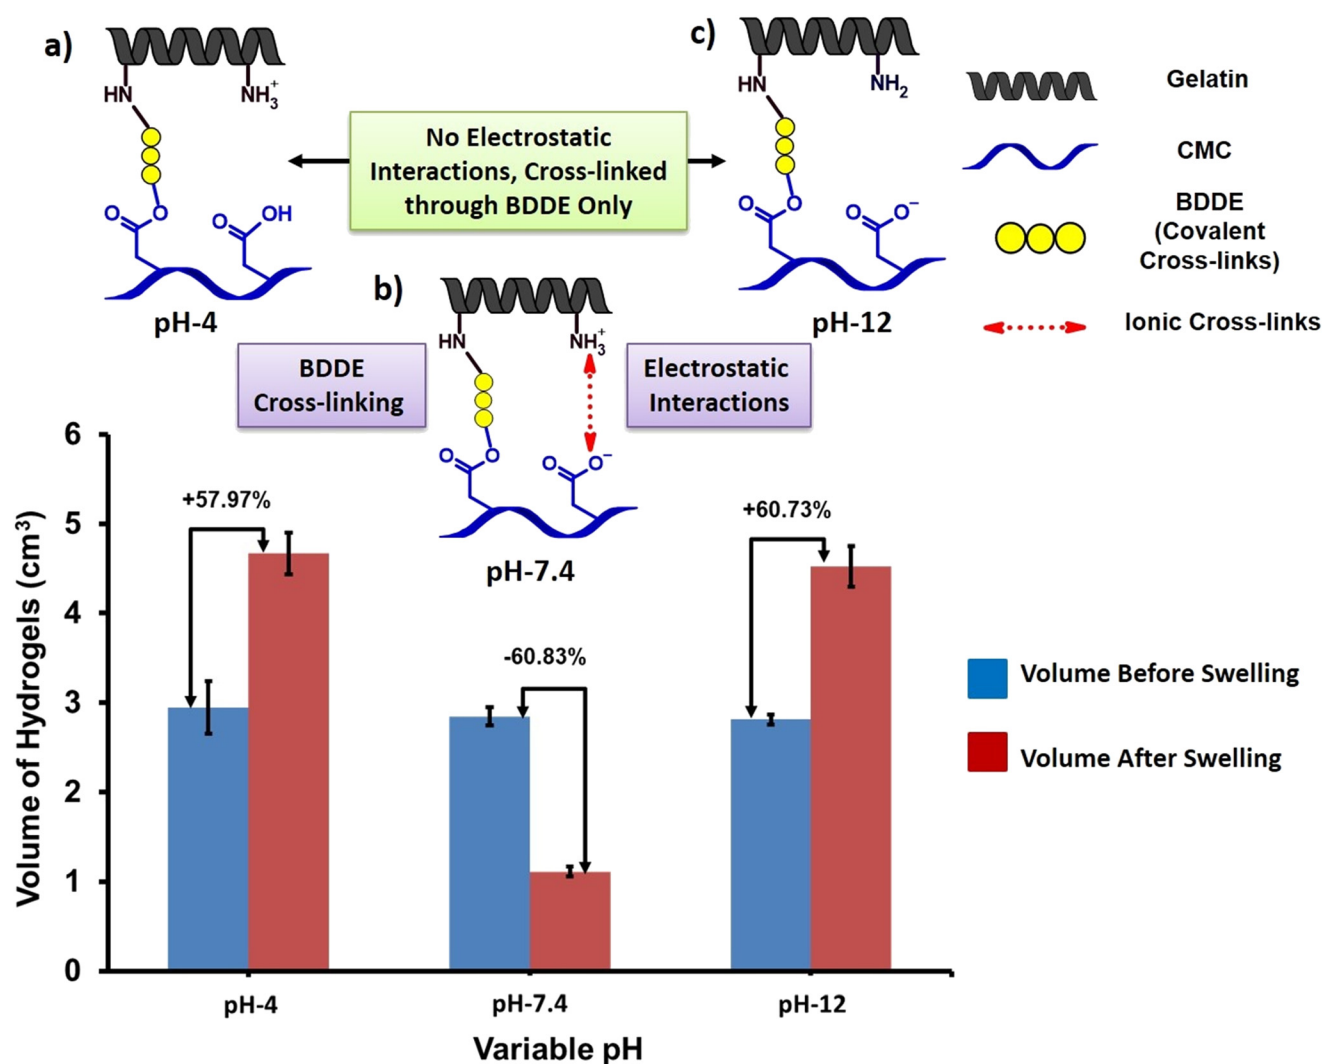 a)
HN
NH₃⁺
O
O
O
OH
pH-4
No Electrostatic
Interactions, Cross-linked
through BDDE Only
c)
HN
NH₂
O
O
O
O⁻
pH-12
Gelatin
CMC
BDDE
(Covalent
Cross-links)
Ionic Cross-links
b)
HN
NH₃⁺
O
O
O
O⁻
pH-7.4
BDDE
Cross-linking
Electrostatic
Interactions
Volume of Hydrogels (cm³)
6
5
4
3
2
1
0
+57.97%
-60.83%
+60.73%
pH-4
pH-7.4
pH-12
Variable pH
Volume Before Swelling
Volume After Swelling